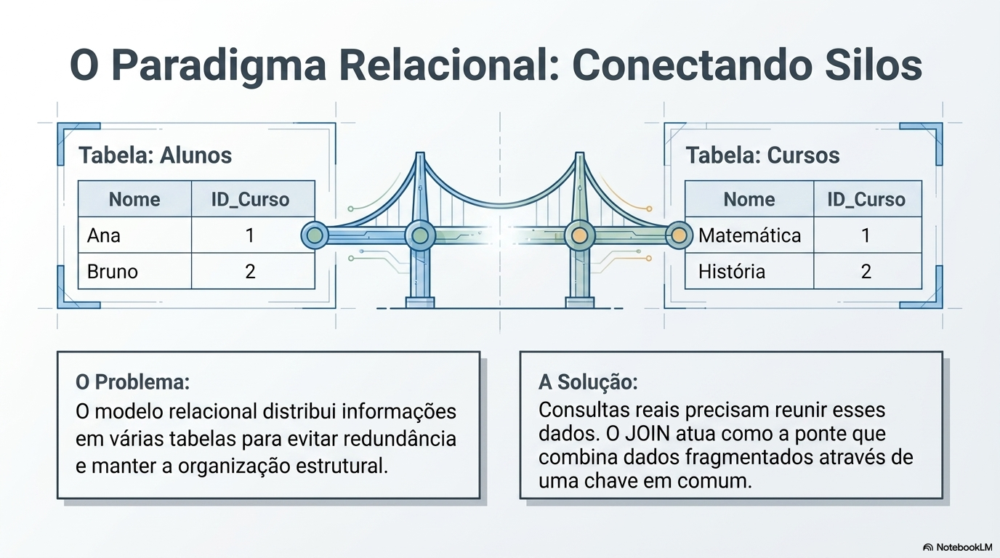 O Paradigma Relacional: Conectando Silos
Tabela: Alunos
Nome ID_Curso
Ana 1
Bruno 2
Tabela: Cursos
Nome ID_Curso
Matemática 1
História 2
O Problema:
O modelo relacional distribui informações
em várias tabelas para evitar redundância
e manter a organização estrutural.
A Solução:
Consultas reais precisam reunir esses
dados. O JOIN atua como a ponte que
combina dados fragmentados através de
uma chave em comum.
NotebookLM